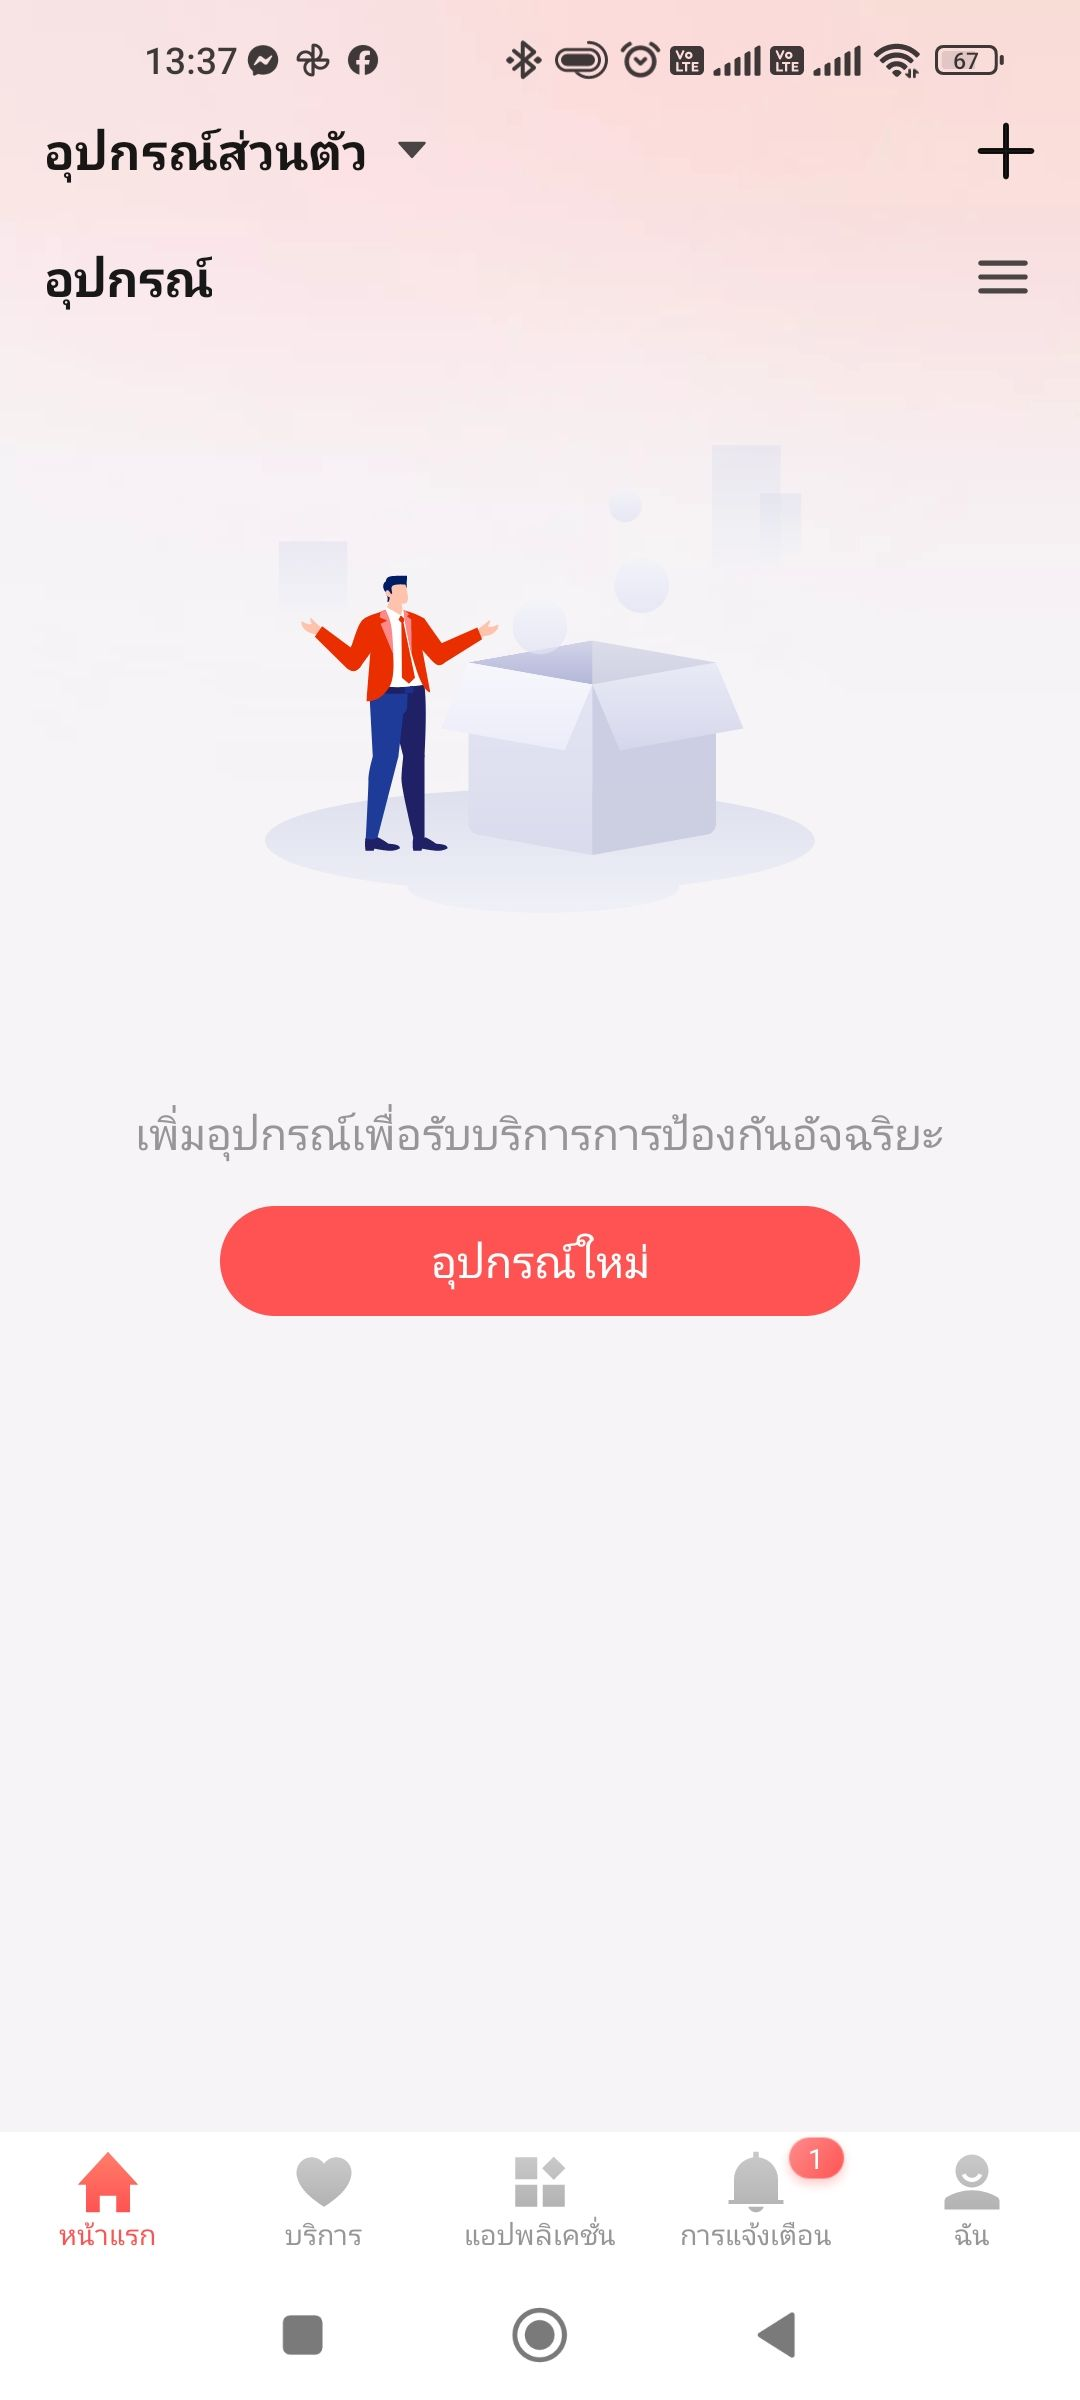 13:37
Vo LTE
Vo LTE
67
อุปกรณ์ส่วนตัว
อุปกรณ์
เพิ่มอุปกรณ์เพื่อรับบริการการป้องกันอัจฉริยะ
อุปกรณ์ใหม่
1
หน้าแรก
บริการ
แอปพลิเคชั่น
การแจ้งเตือน
ฉัน